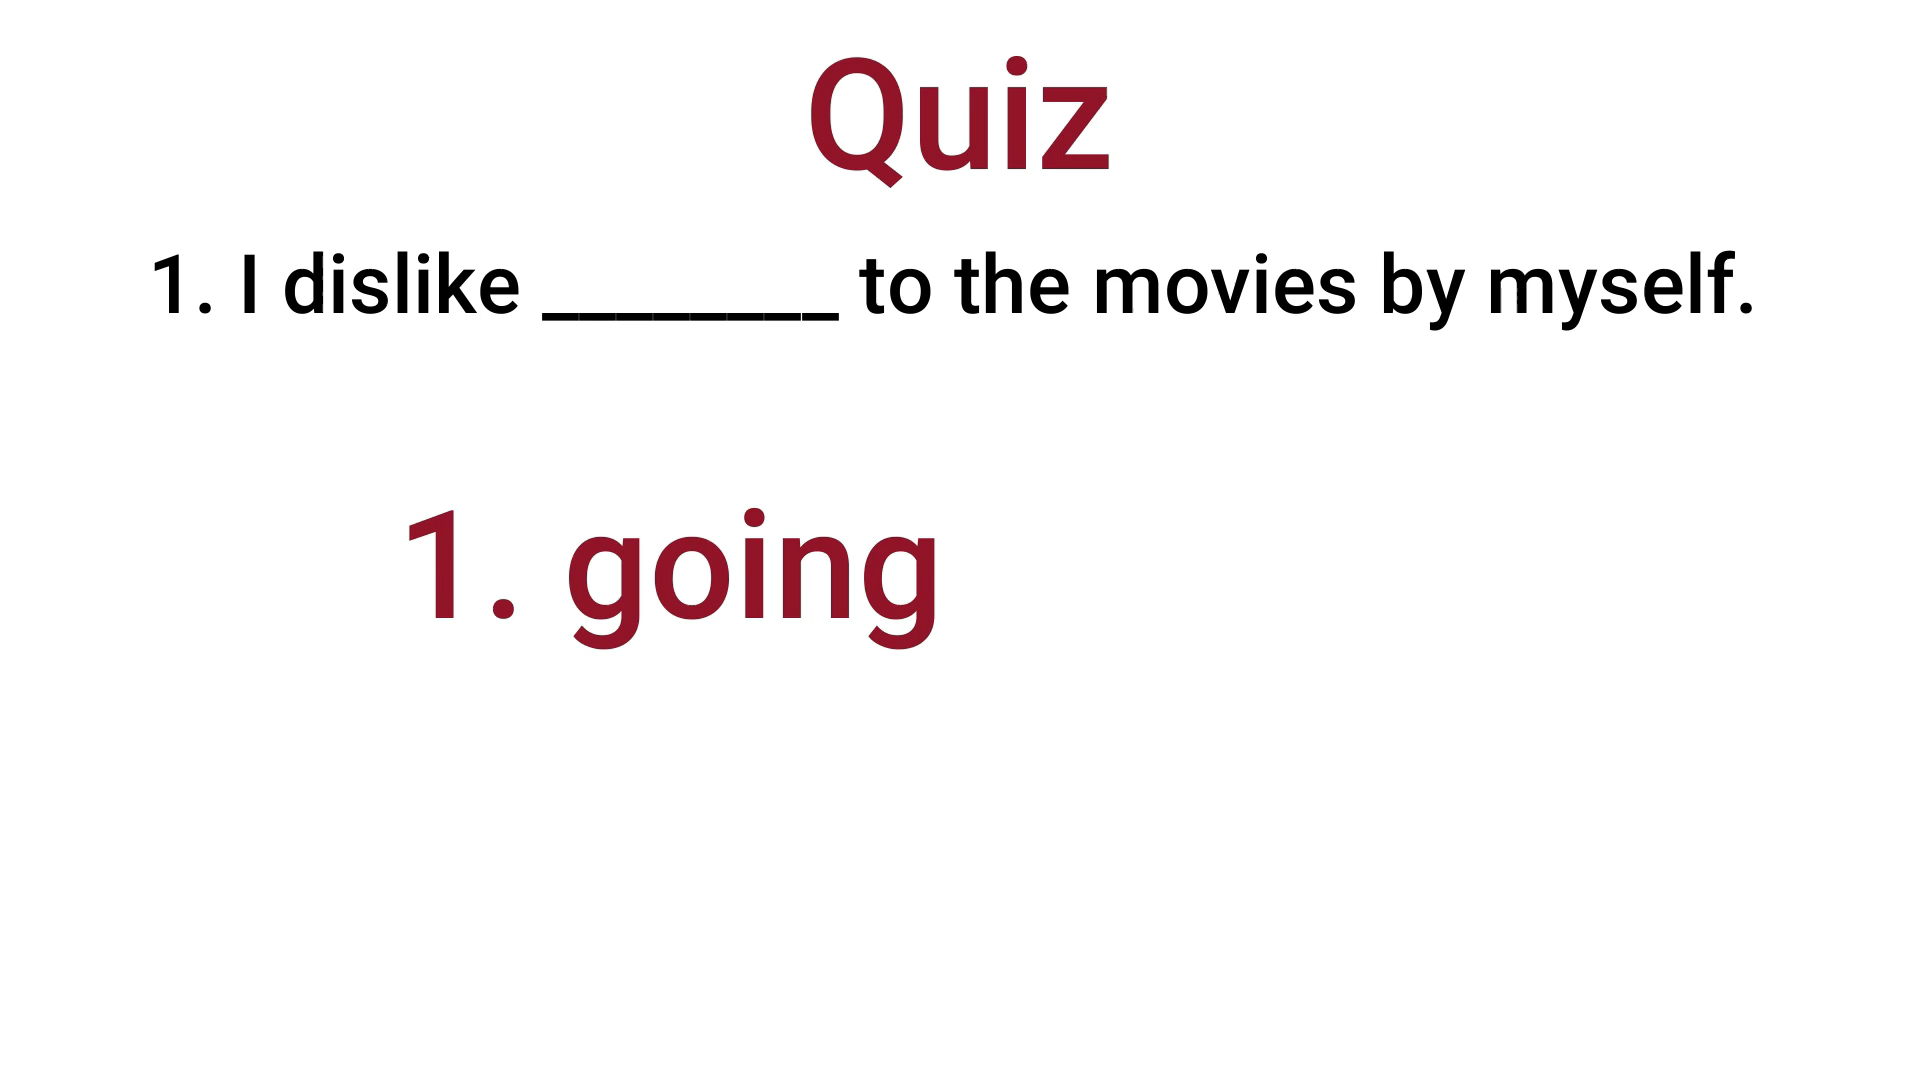 Quiz
1. I dislike ________ to the movies by myself.
1. going